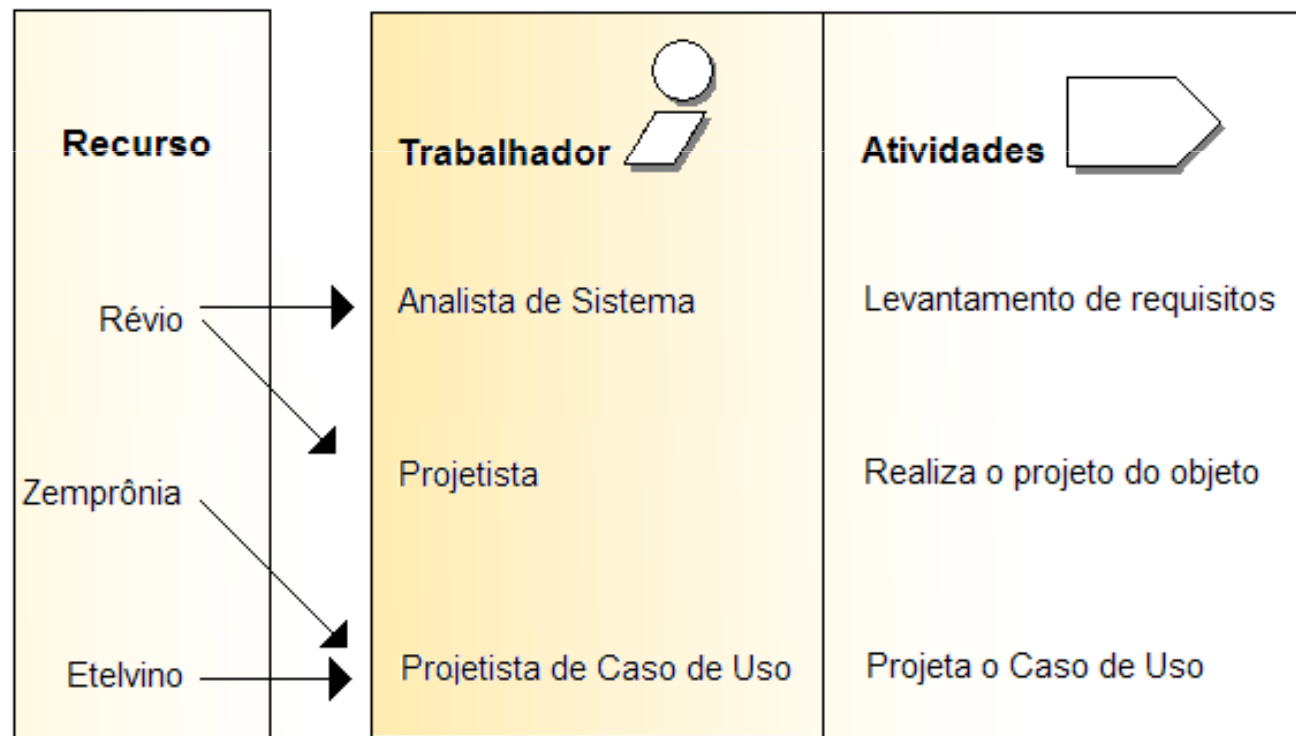 Recurso
Trabalhador
Atividades
Révio
Analista de Sistema
Levantamento de requisitos
Zemprônia
Projetista
Realiza o projeto do objeto
Etelvino
Projetista de Caso de Uso
Projeta o Caso de Uso